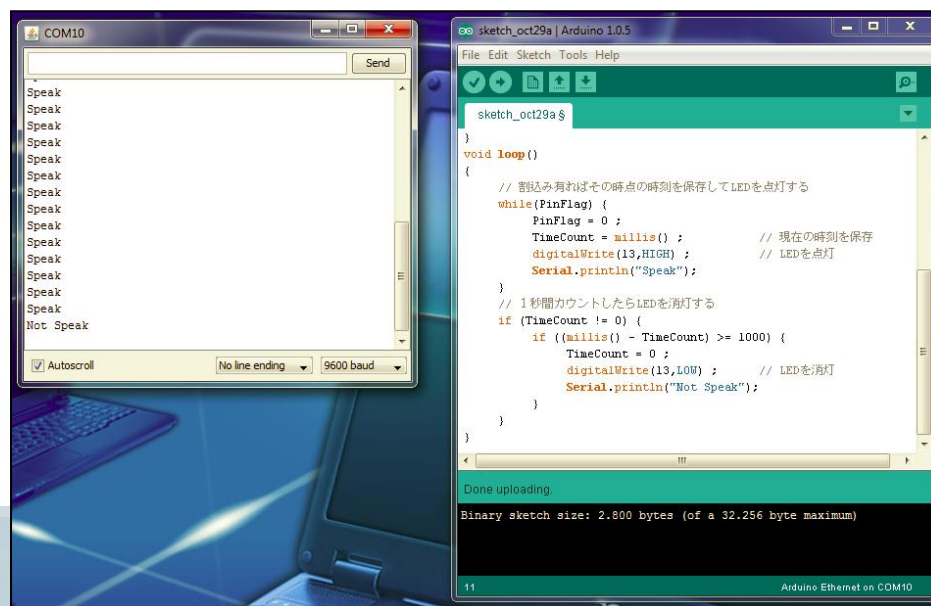 COM10
Send
Speak
Speak
Speak
Speak
Speak
Speak
Speak
Speak
Speak
Speak
Speak
Speak
Speak
Speak
Not Speak
Autoscroll
No line ending
9600 baud
sketch_oct29a | Arduino 1.0.5
File Edit Sketch Tools Help
sketch_oct29a §
}
void loop()
{
// 割込み有ればその時点の時刻を保存してLEDを点灯する
while(PinFlag) {
PinFlag = 0 ;
TimeCount = millis() ; // 現在の時刻を保存
digitalWrite(13,HIGH) ; // LEDを点灯
Serial.println("Speak");
}
// 1秒間カウントしたらLEDを消灯する
if (TimeCount != 0) {
if ((millis() - TimeCount) >= 1000) {
TimeCount = 0 ;
digitalWrite(13,LOW) ; // LEDを消灯
Serial.println("Not Speak");
}
}
}
Done uploading.
Binary sketch size: 2.800 bytes (of a 32.256 byte maximum)
11
Arduino Ethernet on COM10